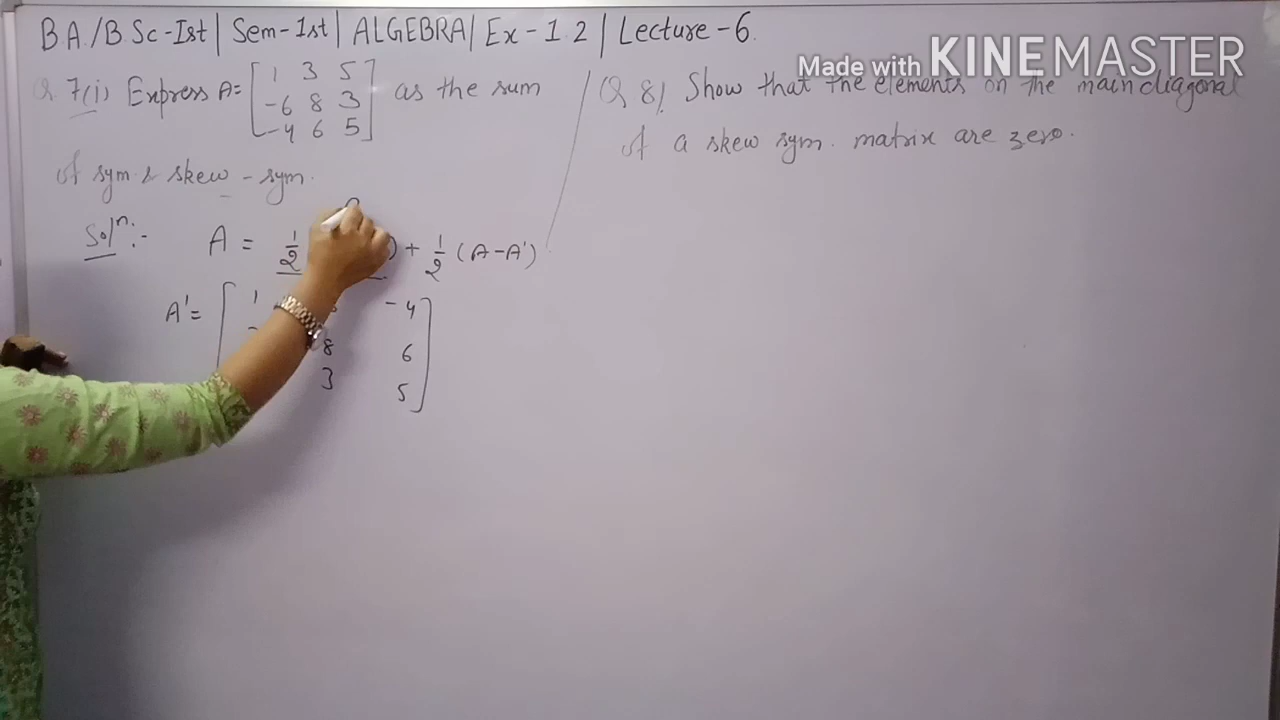 BA./B Sc-Ist | Sem-1st | ALGEBRA | Ex-1.2 | Lecture-6.
Made with KINEMASTER
Q 7(i) Express A= [ 1 3 5 ] as the sum
-6 8 3
-4 6 5
of sym & skew-sym.
Soln:- A = 1/2 ) + 1/2 (A-A')
A' = [ 1 -4 ]
8 6
3 5
Q 8/ Show that the elements on the main diagonal
of a skew sym. matrix are zero.